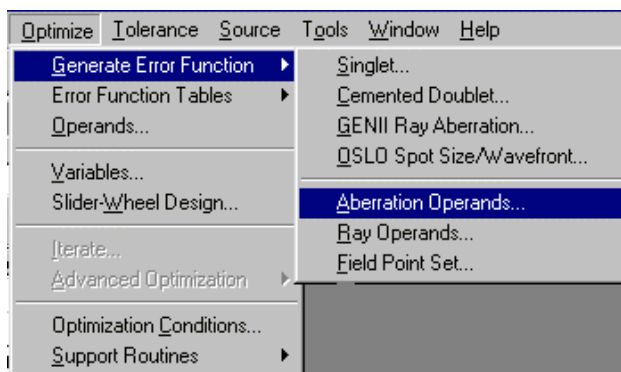 Optimize Tolerance Source Tools Window Help
Generate Error Function
Error Function Tables
Operands...
Variables...
Slider-Wheel Design...
Iterate...
Advanced Optimization
Optimization Conditions...
Support Routines
Singlet...
Cemented Doublet...
GENII Ray Aberration...
OSLO Spot Size/Wavefront...
Aberration Operands...
Ray Operands...
Field Point Set...